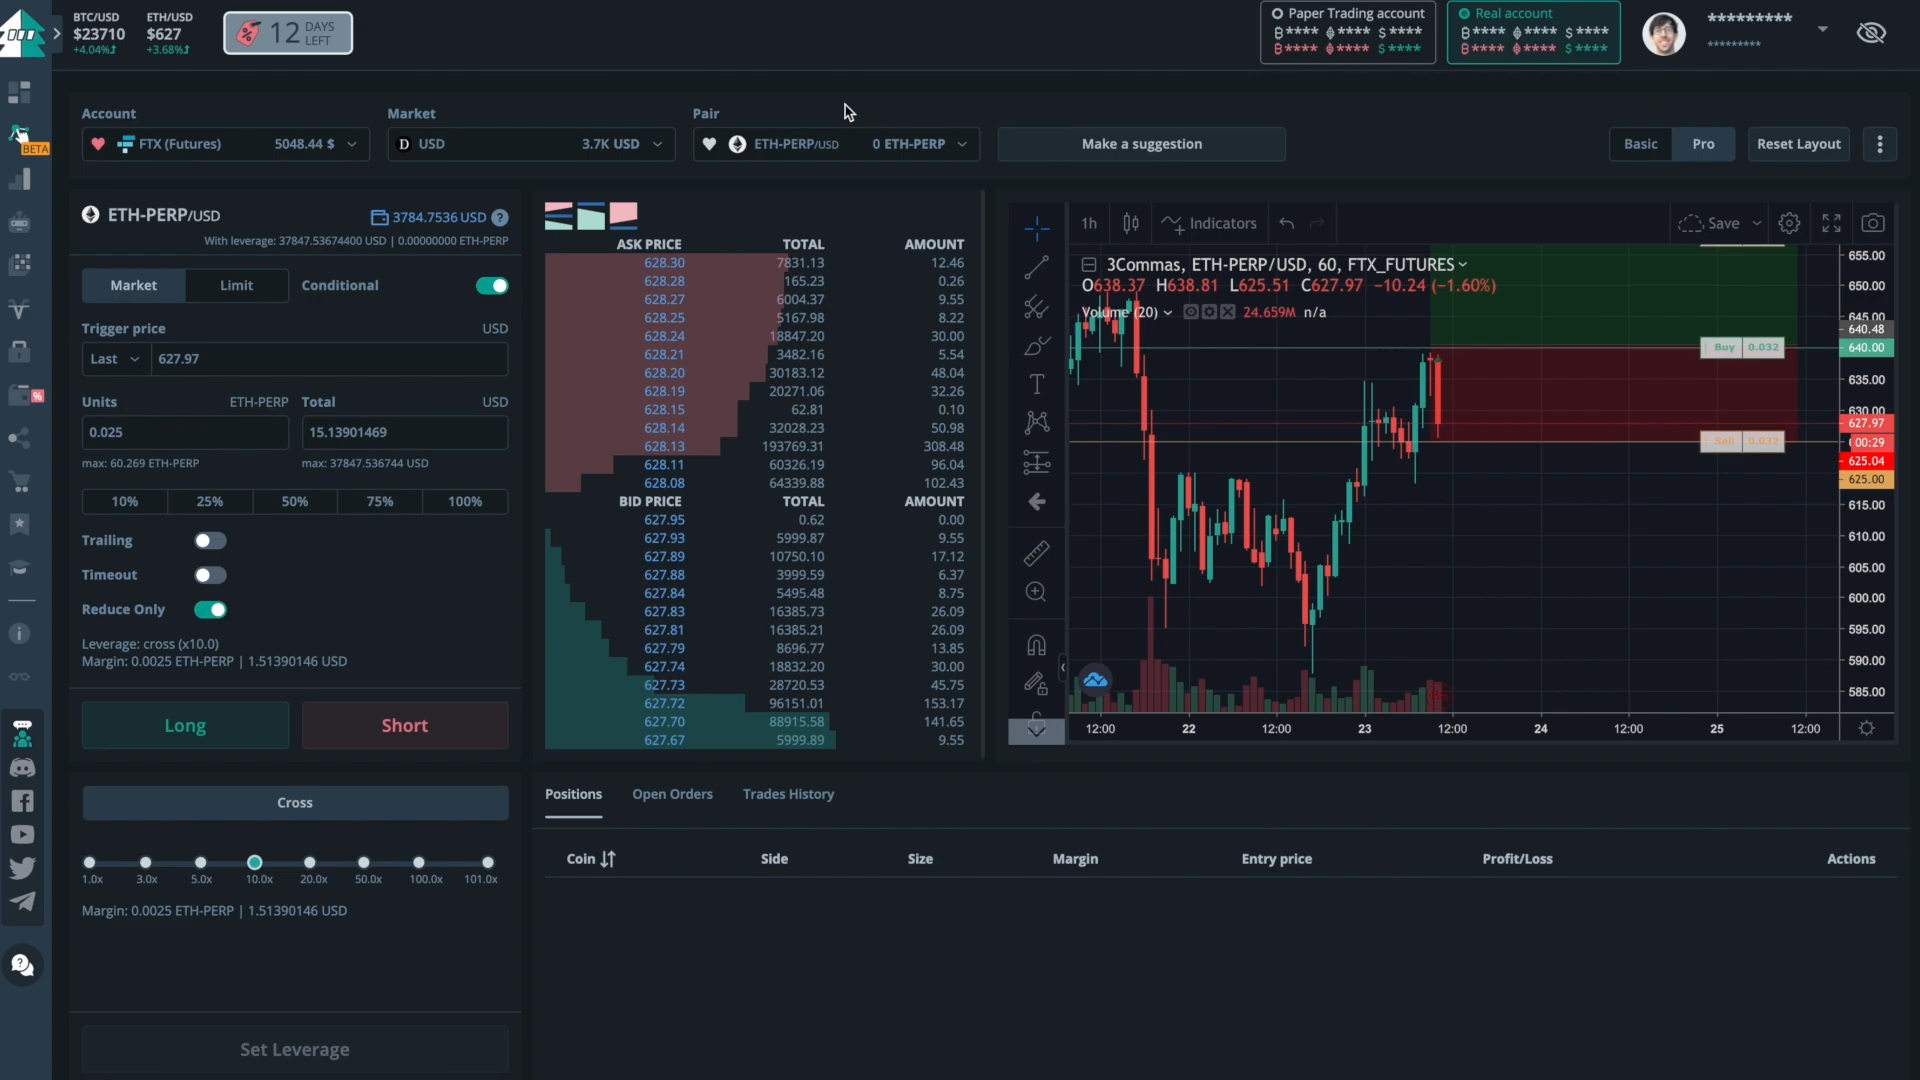 BTC/USD
$23710
+4.04%
ETH/USD
$627
+3.68%
12 DAYS LEFT
Paper Trading account
**** **** $ ****
**** **** $ ****
Real account
**** **** $ ****
**** **** $ ****
*********
*********
BETA
%
Account
FTX (Futures) 5048.44 $
Market
USD 3.7K USD
Pair
ETH-PERP/USD 0 ETH-PERP
Make a suggestion
Basic Pro
Reset Layout
ETH-PERP/USD
3784.7536 USD ?
With leverage: 37847.53674400 USD | 0.00000000 ETH-PERP
Market Limit Conditional
Trigger price USD
Last 627.97
Units ETH-PERP Total USD
0.025 15.13901469
max: 60.269 ETH-PERP max: 37847.536744 USD
10% 25% 50% 75% 100%
Trailing
Timeout
Reduce Only
Leverage: cross (x10.0)
Margin: 0.0025 ETH-PERP | 1.51390146 USD
Long Short
Cross
1.0x 3.0x 5.0x 10.0x 20.0x 50.0x 100.0x 101.0x
Margin: 0.0025 ETH-PERP | 1.51390146 USD
Set Leverage
ASK PRICE TOTAL AMOUNT
628.30 7831.13 12.46
628.28 165.23 0.26
628.27 6004.37 9.55
628.25 5167.98 8.22
628.24 18847.20 30.00
628.21 3482.16 5.54
628.20 30183.12 48.04
628.19 20271.06 32.26
628.15 62.81 0.10
628.14 32028.23 50.98
628.13 193769.31 308.48
628.11 60326.19 96.04
628.08 64339.88 102.43
BID PRICE TOTAL AMOUNT
627.95 0.62 0.00
627.93 5999.87 9.55
627.89 10750.10 17.12
627.88 3999.59 6.37
627.84 5495.48 8.75
627.83 16385.73 26.09
627.81 16385.21 26.09
627.79 8696.77 13.85
627.74 18832.20 30.00
627.73 28720.53 45.75
627.72 96151.01 153.17
627.70 88915.58 141.65
627.67 5999.89 9.55
1h Indicators Save
3Commas, ETH-PERP/USD, 60, FTX_FUTURES
O638.37 H638.81 L625.51 C627.97 −10.24 (−1.60%)
Volume (20) 24.659M n/a
Buy 0.032
Sell 0.032
655.00
650.00
645.00
640.48
640.00
635.00
630.00
627.97
00:29
625.04
625.00
615.00
610.00
605.00
600.00
595.00
590.00
585.00
12:00 22 12:00 23 12:00 24 12:00 25 12:00
Positions Open Orders Trades History
Coin Side Size Margin Entry price Profit/Loss Actions